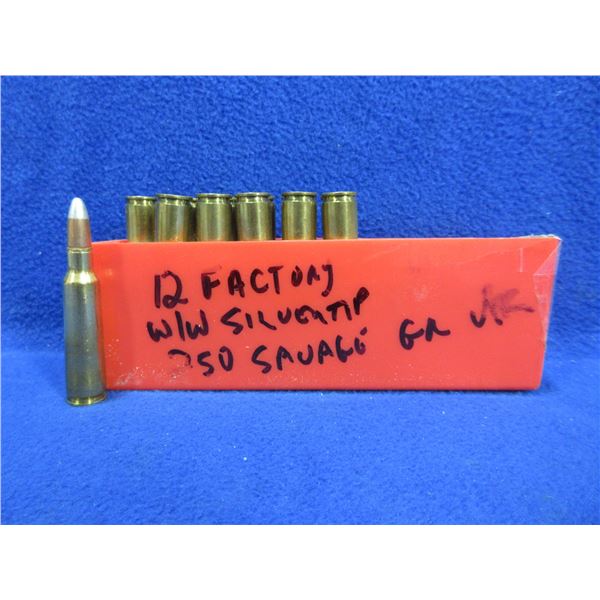 12 FACTORY
W/W SILVERTIP
250 SAVAGE GR